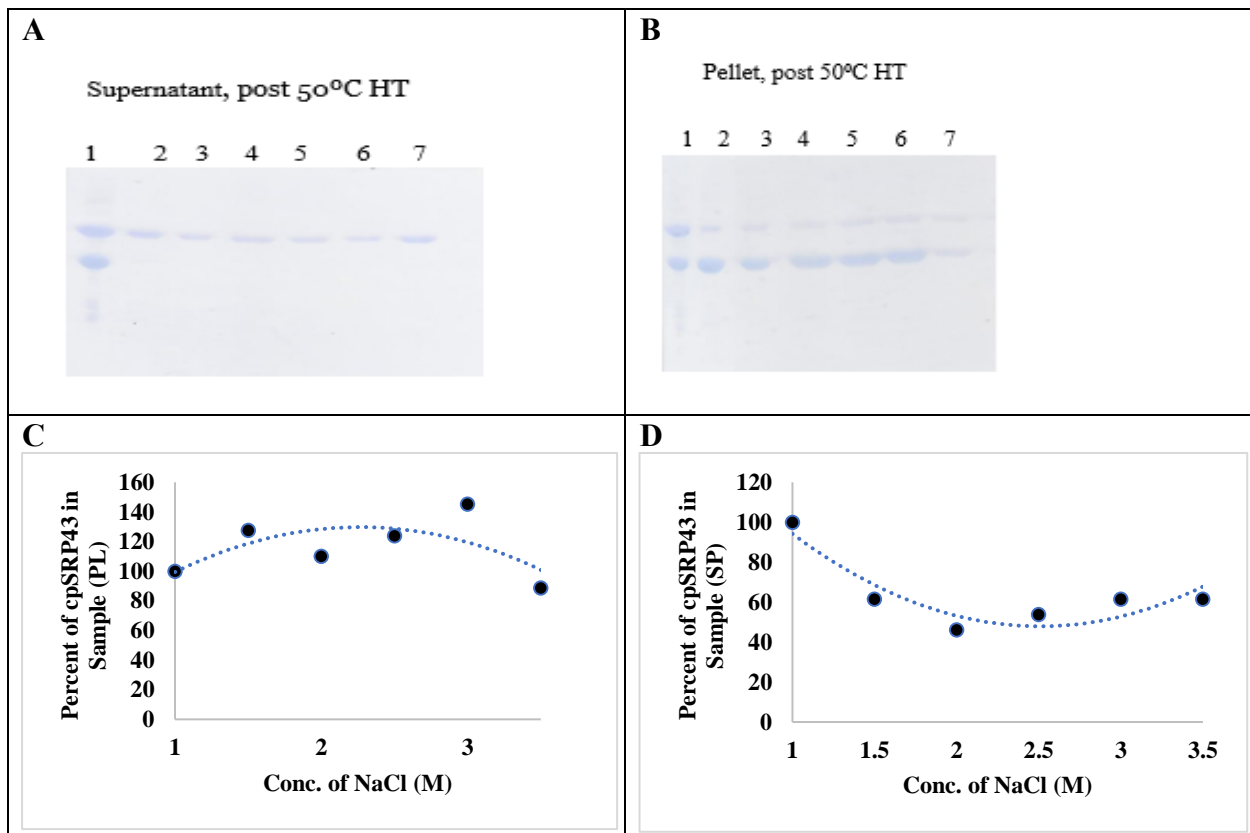 A
Supernatant, post 50ºC HT
1 2 3 4 5 6 7
B
Pellet, post 50ºC HT
1 2 3 4 5 6 7
C
Percent of cpSRP43 in
Sample (PL)
160
140
120
100
80
60
40
20
0
1 2 3
Conc. of NaCl (M)
D
Percent of cpSRP43 in
Sample (SP)
120
100
80
60
40
20
0
1 1.5 2 2.5 3 3.5
Conc. of NaCl (M)